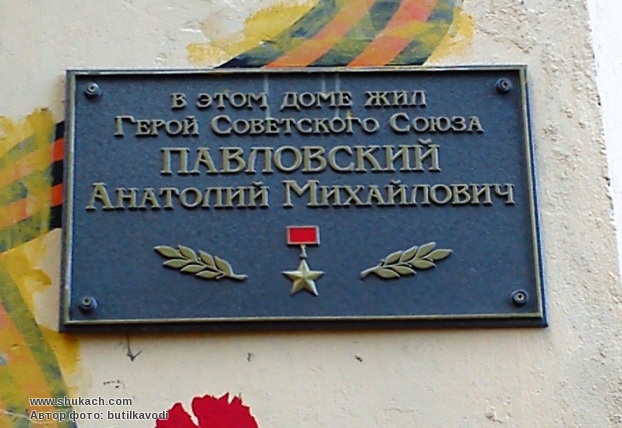 В ЭТОМ ДОМЕ ЖИЛ
ГЕРОЙ СОВЕТСКОГО СОЮЗА
ПАВЛОВСКИЙ
АНАТОЛИЙ МИХАЙЛОВИЧ
www.shukach.com
Автор фото: butilkavodi